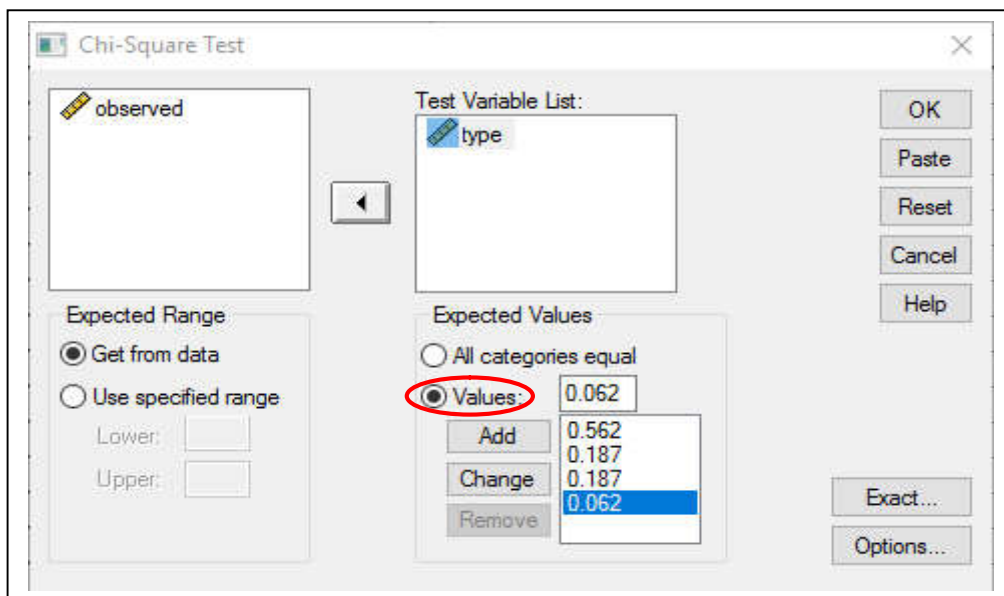 Chi-Square Test
observed
Test Variable List:
type
OK
Paste
Reset
Cancel
Help
Expected Range
Get from data
Use specified range
Lower:
Upper:
Expected Values
All categories equal
Values: 0.062
Add
Change
Remove
0.562
0.187
0.187
0.062
Exact...
Options...